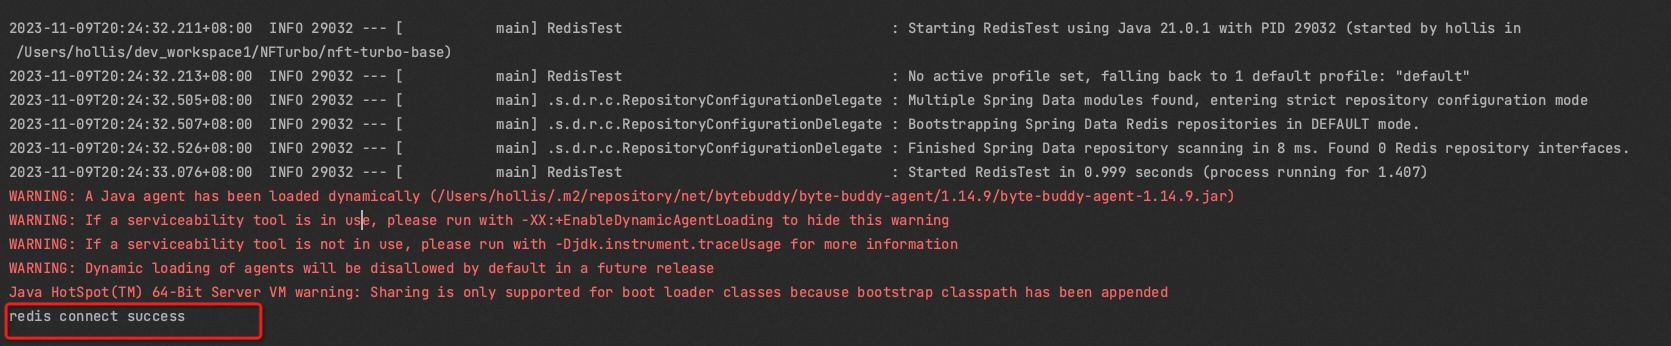 2023-11-09T20:24:32.211+08:00  INFO 29032 --- [           main] RedisTest                                : Starting RedisTest using Java 21.0.1 with PID 29032 (started by hollis in
 /Users/hollis/dev_workspace1/NFTurbo/nft-turbo-base)
2023-11-09T20:24:32.213+08:00  INFO 29032 --- [           main] RedisTest                                : No active profile set, falling back to 1 default profile: "default"
2023-11-09T20:24:32.505+08:00  INFO 29032 --- [           main] .s.d.r.c.RepositoryConfigurationDelegate : Multiple Spring Data modules found, entering strict repository configuration mode
2023-11-09T20:24:32.507+08:00  INFO 29032 --- [           main] .s.d.r.c.RepositoryConfigurationDelegate : Bootstrapping Spring Data Redis repositories in DEFAULT mode.
2023-11-09T20:24:32.526+08:00  INFO 29032 --- [           main] .s.d.r.c.RepositoryConfigurationDelegate : Finished Spring Data repository scanning in 8 ms. Found 0 Redis repository interfaces.
2023-11-09T20:24:33.076+08:00  INFO 29032 --- [           main] RedisTest                                : Started RedisTest in 0.999 seconds (process running for 1.407)
WARNING: A Java agent has been loaded dynamically (/Users/hollis/.m2/repository/net/bytebuddy/byte-buddy-agent/1.14.9/byte-buddy-agent-1.14.9.jar)
WARNING: If a serviceability tool is in use, please run with -XX:+EnableDynamicAgentLoading to hide this warning
WARNING: If a serviceability tool is not in use, please run with -Djdk.instrument.traceUsage for more information
WARNING: Dynamic loading of agents will be disallowed by default in a future release
Java HotSpot(TM) 64-Bit Server VM warning: Sharing is only supported for boot loader classes because bootstrap classpath has been appended
redis connect success